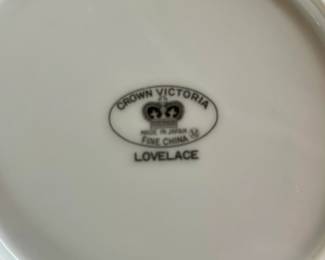 CROWN VICTORIA
MADE IN JAPAN
FINE CHINA
LOVELACE